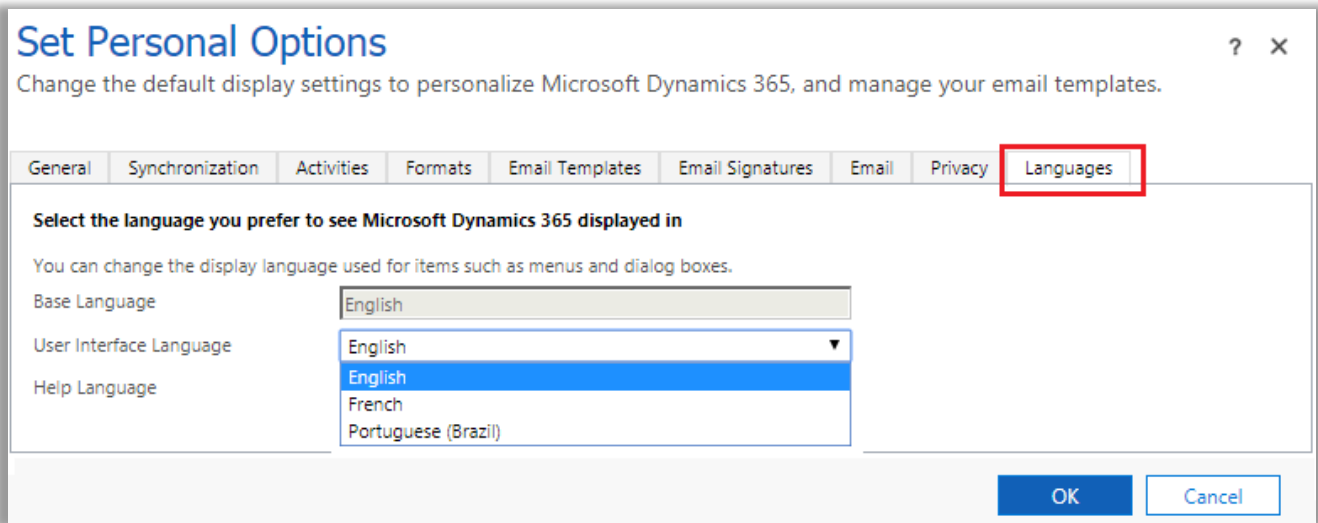 Set Personal Options
? ×
Change the default display settings to personalize Microsoft Dynamics 365, and manage your email templates.
General Synchronization Activities Formats Email Templates Email Signatures Email Privacy Languages
Select the language you prefer to see Microsoft Dynamics 365 displayed in
You can change the display language used for items such as menus and dialog boxes.
Base Language English
User Interface Language English
English
Help Language
French
Portuguese (Brazil)
OK Cancel